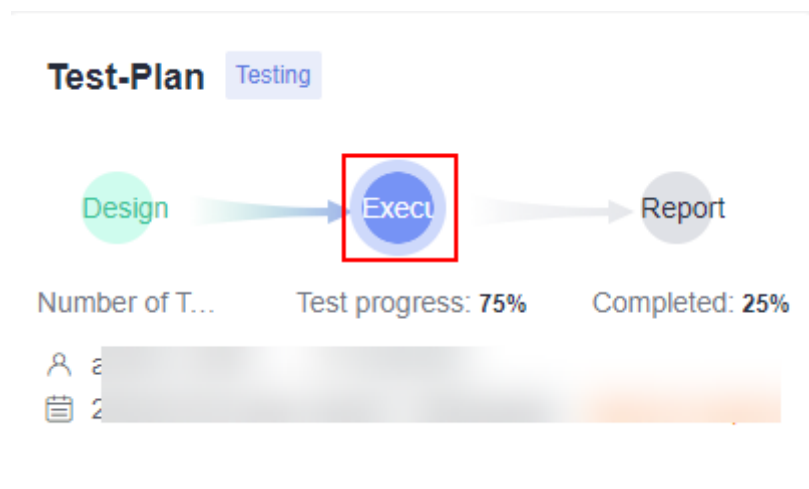 Test-Plan Testing
Design Execu Report
Number of T... Test progress: 75% Completed: 25%